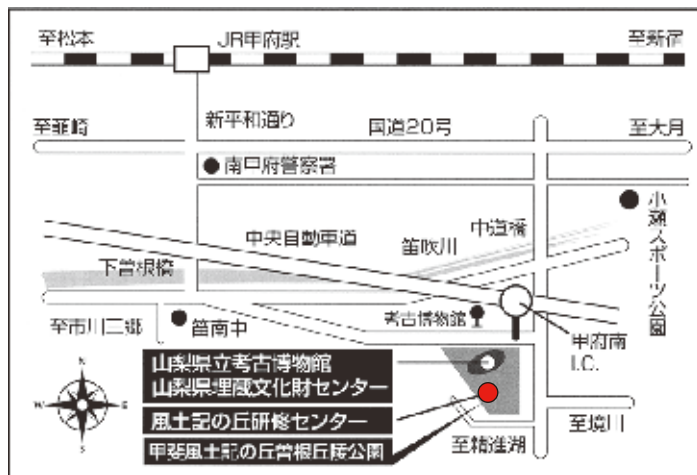 至松本
JR甲府駅
至新宿
新平和通り
国道20号
至韮崎
至大月
南甲府警察署
小瀬スポーツ公園
中央自動車道
笛吹川
中道橋
下曽根橋
至市川三郷
笛南中
考古博物館
甲府南
I.C.
山梨県立考古博物館
山梨県埋蔵文化財センター
風土記の丘研修センター
甲斐風土記の丘曽根丘陵公園
至精進湖
至境川
N
W
E
S